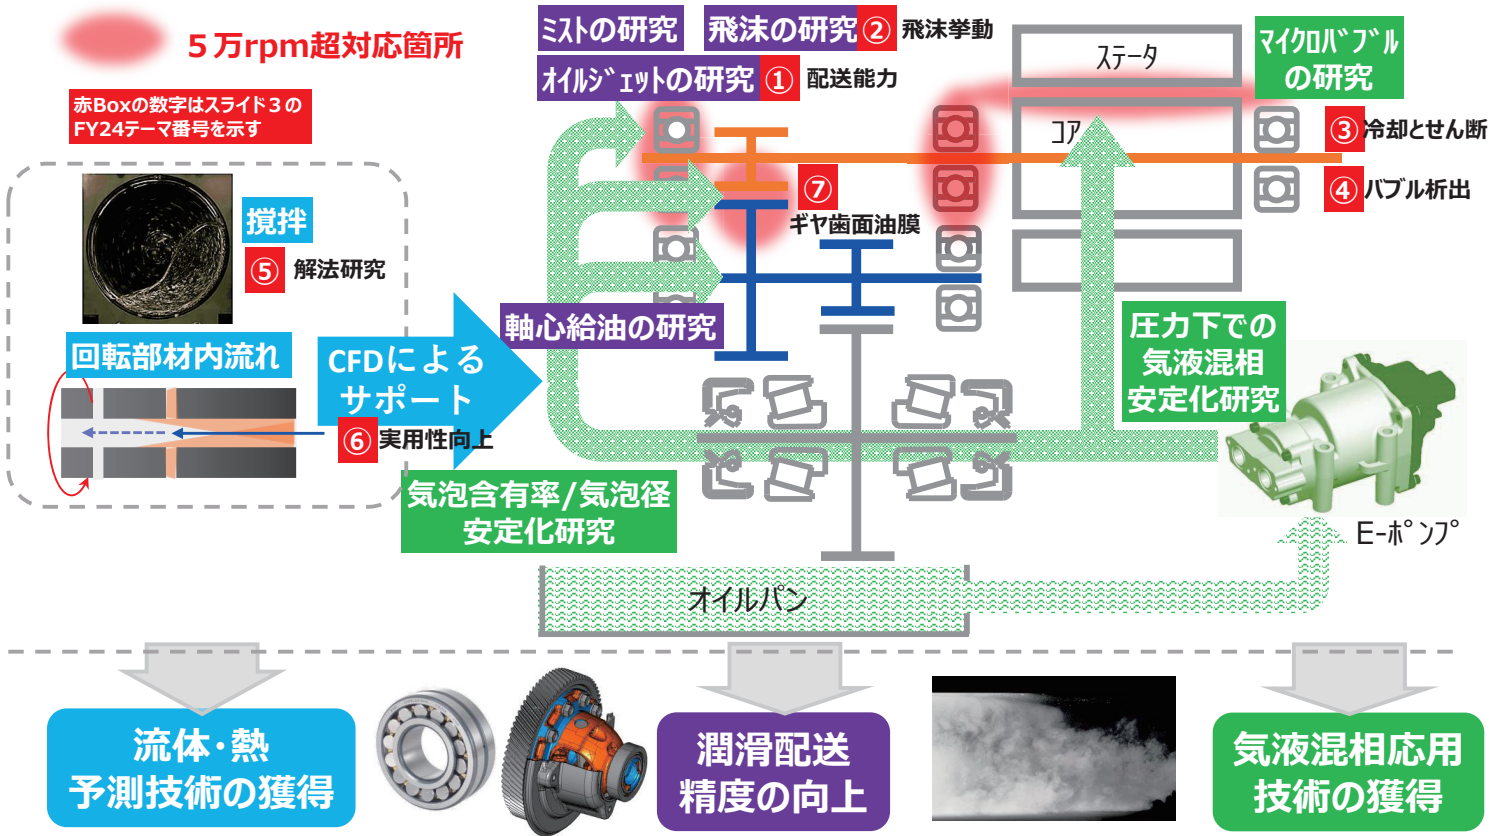 ５万rpm超対応箇所
赤Boxの数字はスライド３の
FY24テーマ番号を示す
ﾐｽﾄの研究
飛沫の研究
②
飛沫挙動
ｵｲﾙｼﾞｪｯﾄの研究
①
配送能力
ステータ
コア
ﾏｲｸﾛﾊﾞﾌﾞﾙ
の研究
③
冷却とせん断
④
バブル析出
⑦
ギヤ歯面油膜
撹拌
⑤
解法研究
回転部材内流れ
CFDによる
サポート
⑥
実用性向上
軸心給油の研究
圧力下での
気液混相
安定化研究
気泡含有率/気泡径
安定化研究
E-ﾎﾟﾝﾌﾟ
オイルパン
流体･熱
予測技術の獲得
潤滑配送
精度の向上
気液混相応用
技術の獲得